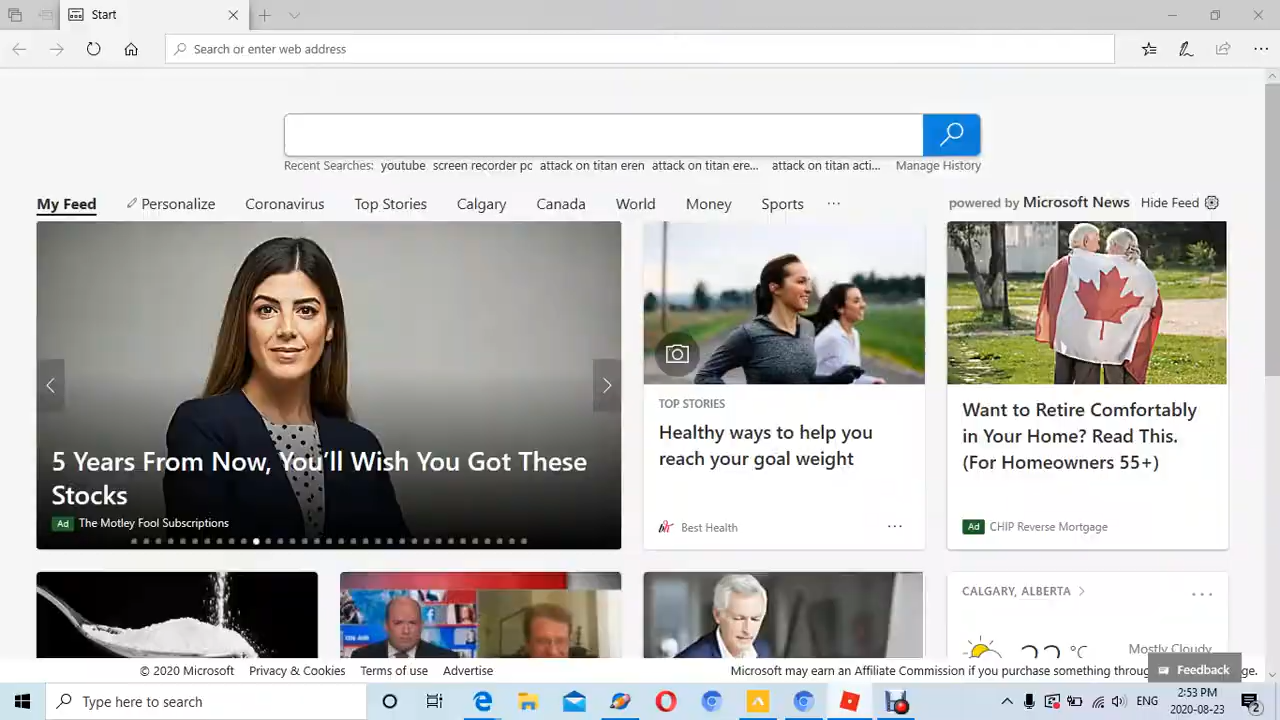 Start
Search or enter web address
Recent Searches: youtube screen recorder pc attack on titan eren attack on titan ere... attack on titan acti... Manage History
My Feed Personalize Coronavirus Top Stories Calgary Canada World Money Sports ... powered by Microsoft News Hide Feed
5 Years From Now, You'll Wish You Got These
Stocks
Ad The Motley Fool Subscriptions
TOP STORIES
Healthy ways to help you
reach your goal weight
Best Health
Want to Retire Comfortably
in Your Home? Read This.
(For Homeowners 55+)
Ad CHIP Reverse Mortgage
CALGARY, ALBERTA
°C
Mostly Cloudy
© 2020 Microsoft Privacy & Cookies Terms of use Advertise Microsoft may earn an Affiliate Commission if you purchase something throu
Feedback
ge.
Type here to search
ENG
2:53 PM
2020-08-23
2